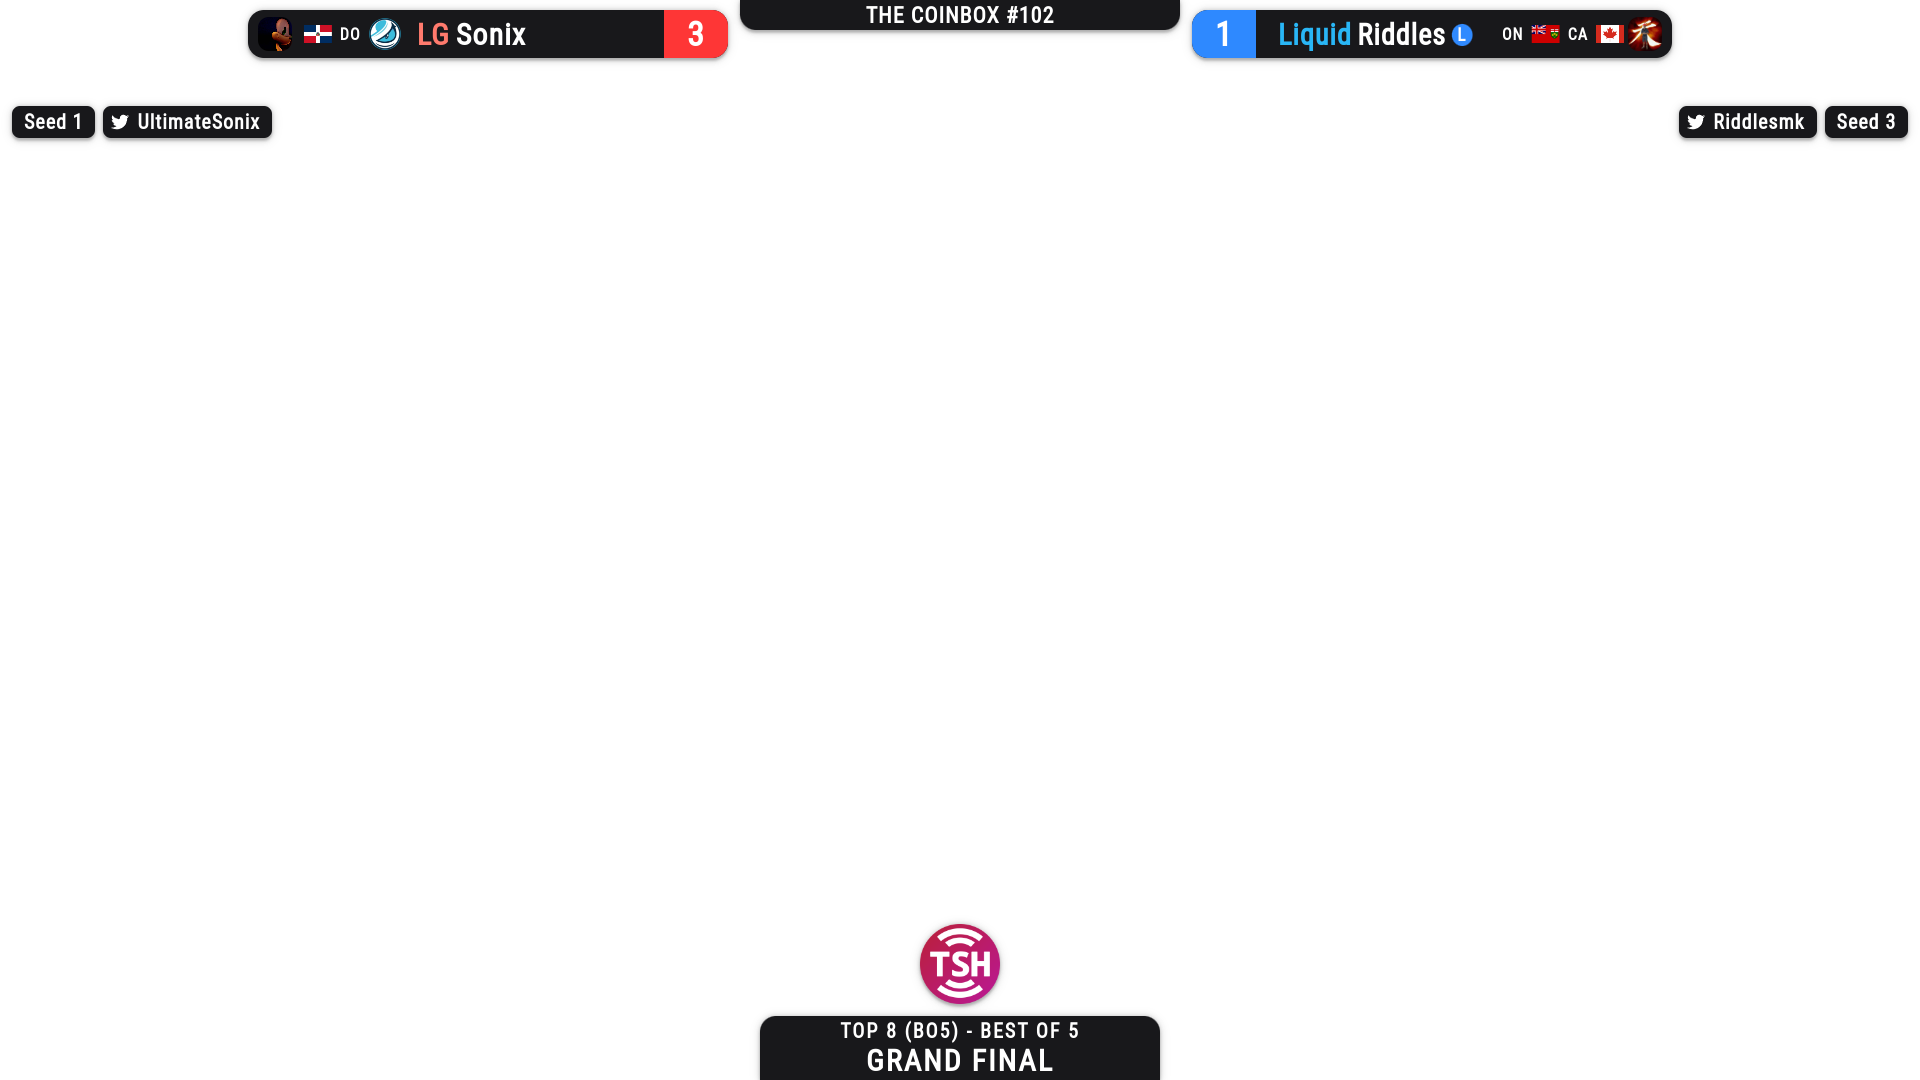 THE COINBOX #102
DO LG Sonix 3
1 Liquid Riddles L ON CA
Seed 1 UltimateSonix
Riddlesmk Seed 3
TSH
TOP 8 (BO5) - BEST OF 5
GRAND FINAL